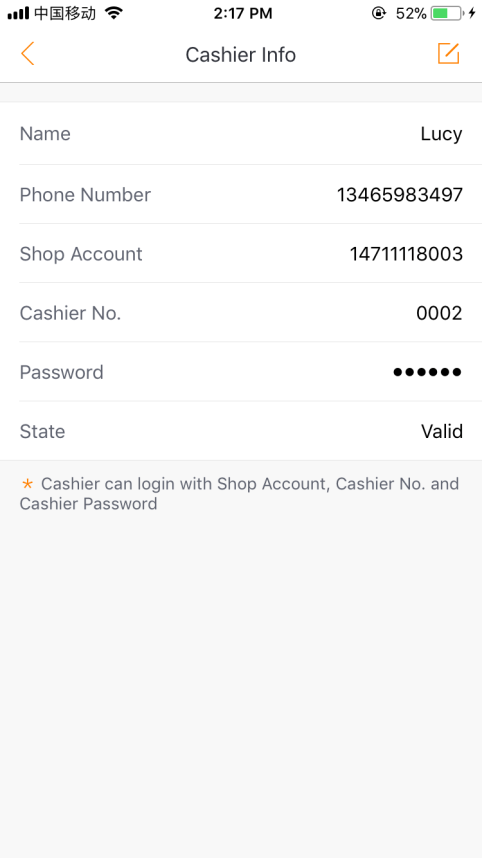 中国移动 2:17 PM 52%
Cashier Info
Name Lucy
Phone Number 13465983497
Shop Account 14711118003
Cashier No. 0002
Password ●●●●●●
State Valid
* Cashier can login with Shop Account, Cashier No. and
Cashier Password